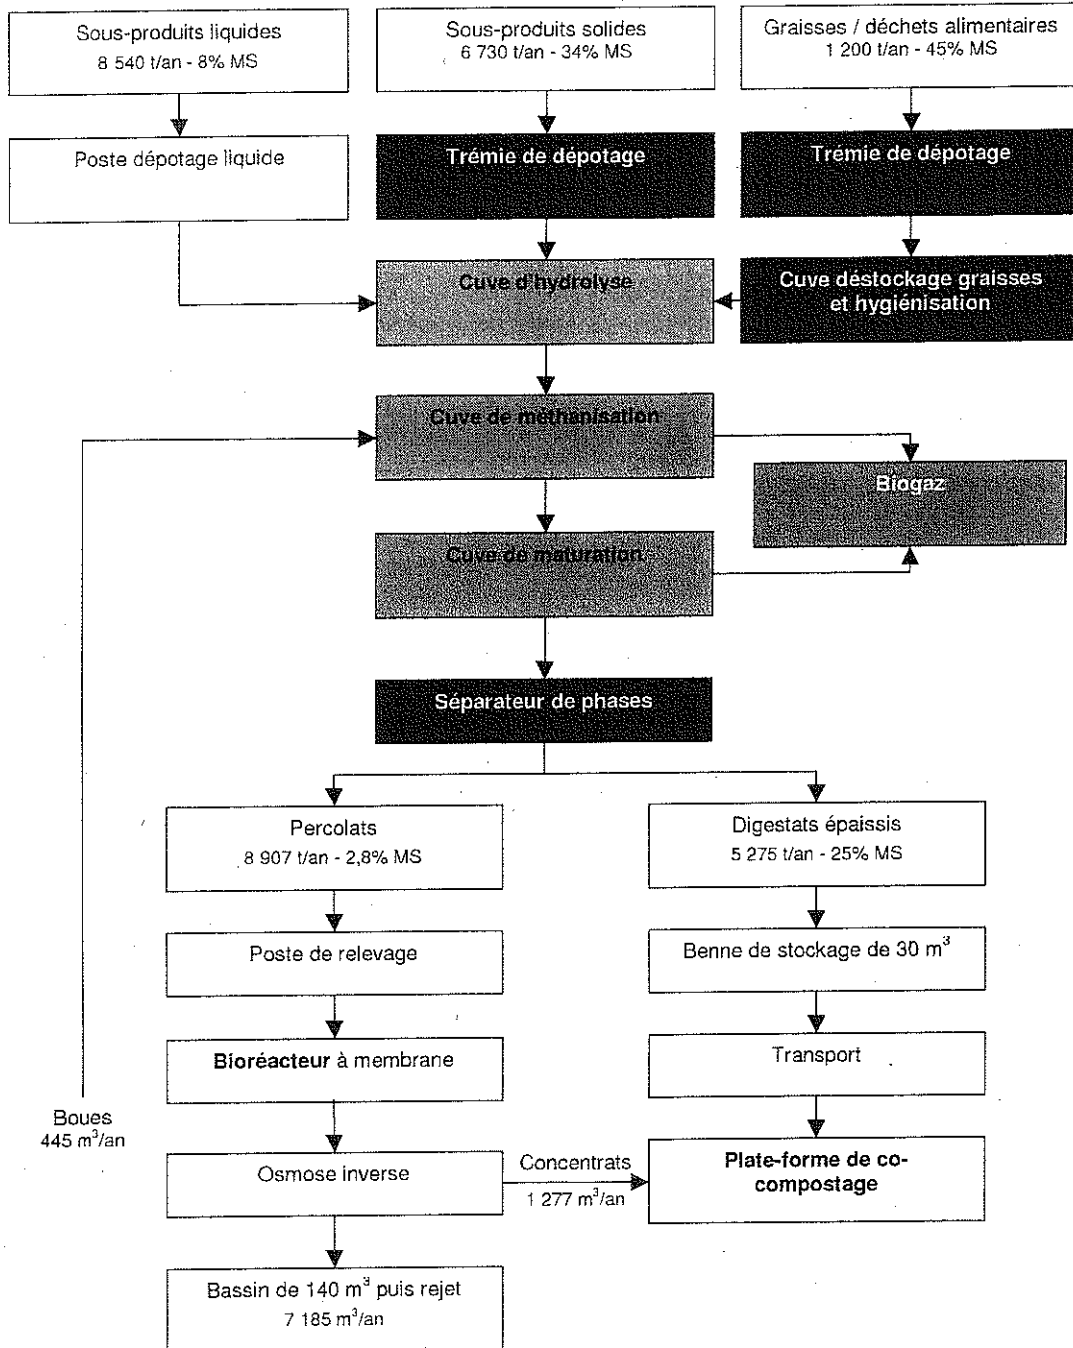 Sous-produits liquides
8 540 t/an - 8% MS
Sous-produits solides
6 730 t/an - 34% MS
Graisses / déchets alimentaires
1 200 t/an - 45% MS
Poste dépotage liquide
Trémie de dépotage
Trémie de dépotage
Cuve d'hydrolyse
Cuve déstockage graisses
et hygiénisation
Cuve de méthanisation
Biogaz
Cuve de maturation
Séparateur de phases
Percolats
8 907 t/an - 2,8% MS
Digestats épaissis
5 275 t/an - 25% MS
Poste de relevage
Benne de stockage de 30 m³
Bioréacteur à membrane
Transport
Boues
445 m³/an
Osmose inverse
Concentrats
1 277 m³/an
Plate-forme de co-
compostage
Bassin de 140 m³ puis rejet
7 185 m³/an